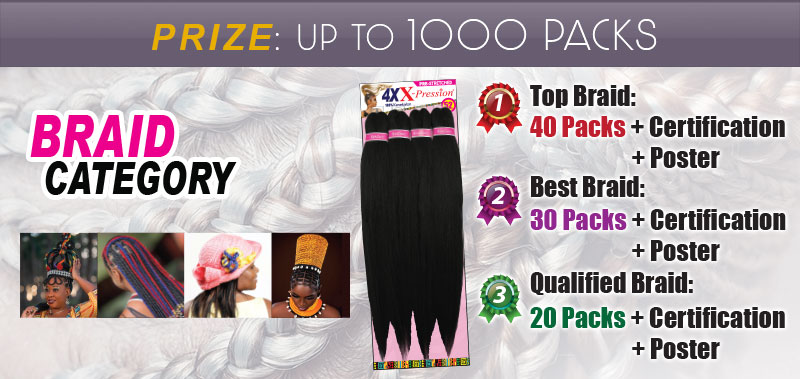 PRIZE: UP TO 1000 PACKS
BRAID
CATEGORY
PRE-STRETCHED
4X X-Pression
1
Top Braid:
40 Packs + Certification
+ Poster
2
Best Braid:
30 Packs + Certification
+ Poster
3
Qualified Braid:
20 Packs + Certification
+ Poster